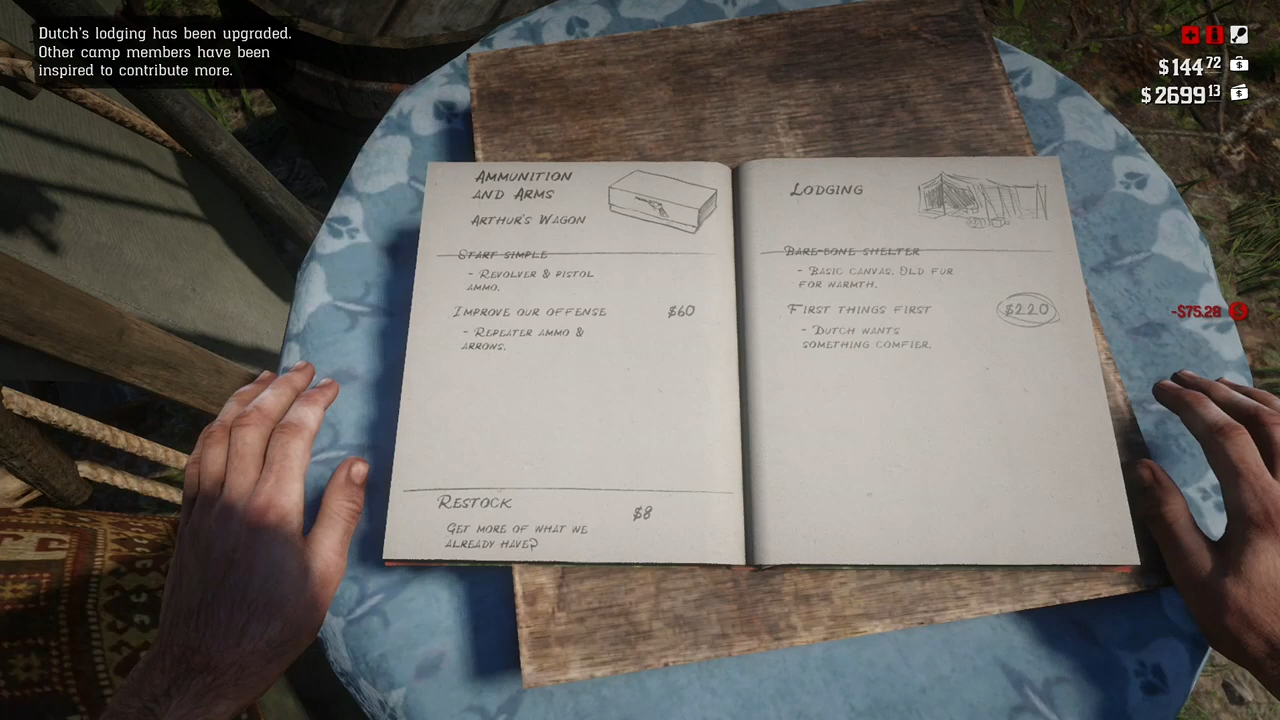 Dutch's lodging has been upgraded.
Other camp members have been
inspired to contribute more.
$144 72
$2699 13
-$75.28
AMMUNITION
AND ARMS
ARTHUR'S WAGON
START SIMPLE
- REVOLVER & PISTOL
AMMO.
IMPROVE OUR OFFENSE $60
- REPEATER AMMO &
ARROWS.
RESTOCK $8
GET MORE OF WHAT WE
ALREADY HAVE?
LODGING
BARE-BONE SHELTER
- BASIC CANVAS. OLD FUR
FOR WARMTH.
FIRST THINGS FIRST $220
- DUTCH WANTS
SOMETHING COMFIER.